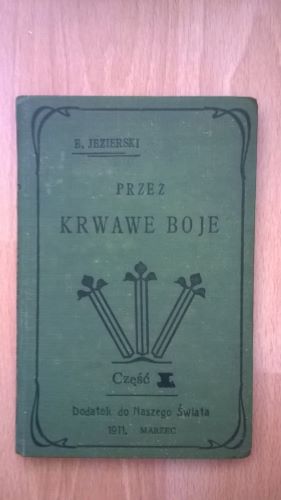 E. JEZIERSKI
PRZEZ
KRWAWE BOJE
Część I.
Dodatek do Naszego Świata
1911. MARZEC